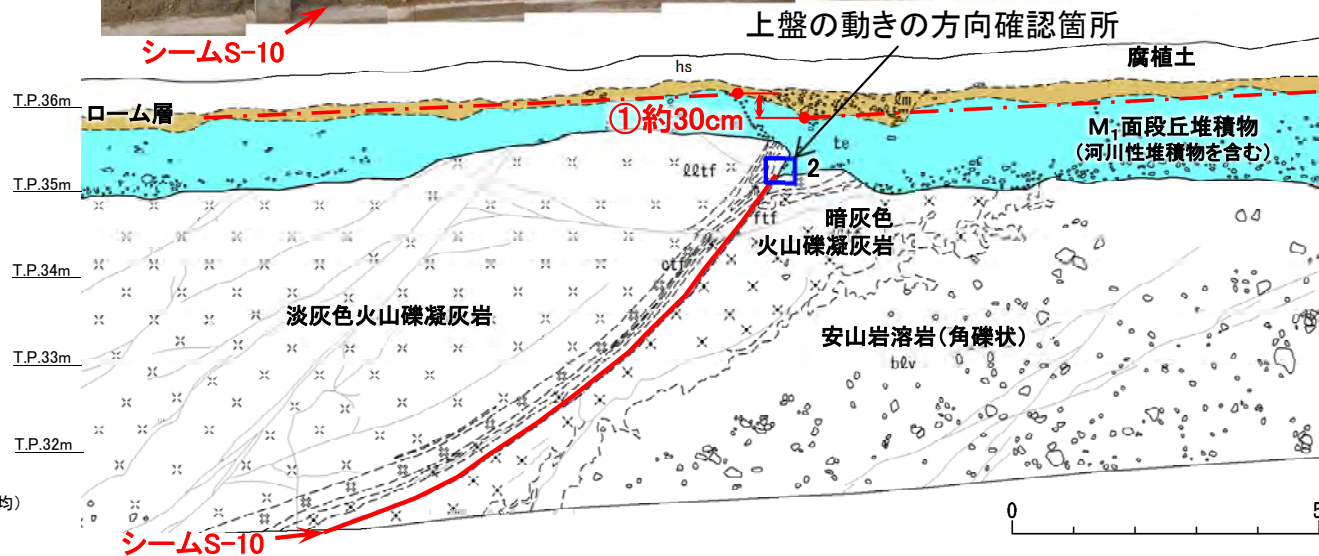 シームS-10
上盤の動きの方向確認箇所
腐植土
hs
T.P.36m
ローム層
①約30cm
lm
M₁面段丘堆積物
(河川性堆積物を含む)
te
T.P.35m
lltf
2
ftf
暗灰色
火山礫凝灰岩
T.P.34m
ctf
淡灰色火山礫凝灰岩
安山岩溶岩(角礫状)
T.P.33m
blv
T.P.32m
均)
0
5
シームS-10